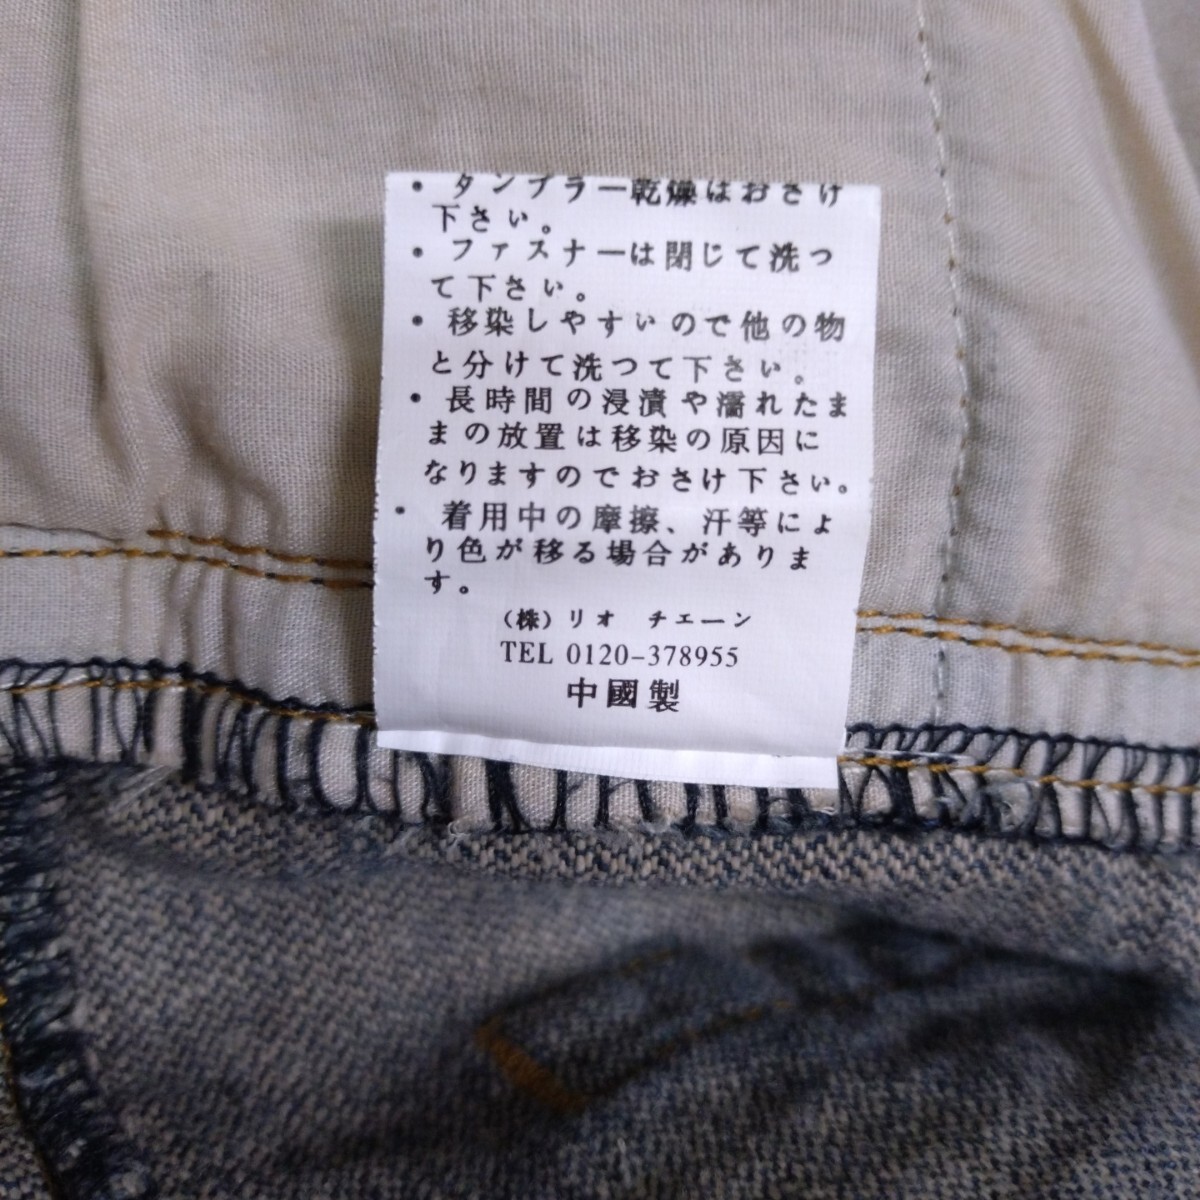 ・タンブラー乾燥はおさけ
下さい。
・ファスナーは閉じて洗つ
て下さい。
・移染しやすいので他の物
と分けて洗つて下さい。
・長時間の浸漬や濡れたま
まの放置は移染の原因に
なりますのでおさけ下さい。
・着用中の摩擦、汗等によ
り色が移る場合がありま
す。
（株）リオ チェーン
TEL 0120-378955
中國製